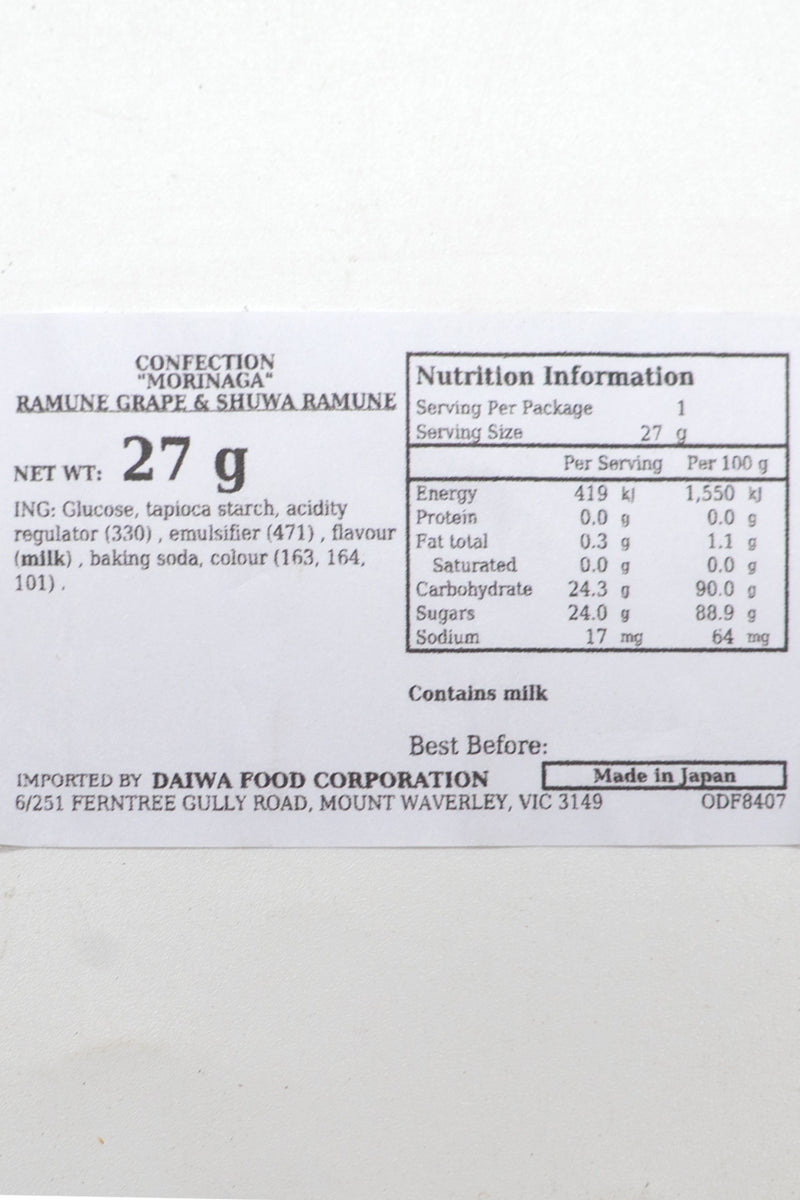 CONFECTION
"MORINAGA"
RAMUNE GRAPE & SHUWA RAMUNE
NET WT: 27 g
ING: Glucose, tapioca starch, acidity
regulator (330) , emulsifier (471) , flavour
(milk) , baking soda, colour (163, 164,
101) .
Nutrition Information
Serving Per Package 1
Serving Size 27 g
Per Serving Per 100 g
Energy 419 kj 1,550 kj
Protein 0.0 g 0.0 g
Fat total 0.3 g 1.1 g
Saturated 0.0 g 0.0 g
Carbohydrate 24.3 g 90.0 g
Sugars 24.0 g 88.9 g
Sodium 17 mg 64 mg
Contains milk
Best Before:
IMPORTED BY DAIWA FOOD CORPORATION Made in Japan
6/251 FERNTREE GULLY ROAD, MOUNT WAVERLEY, VIC 3149 ODF8407